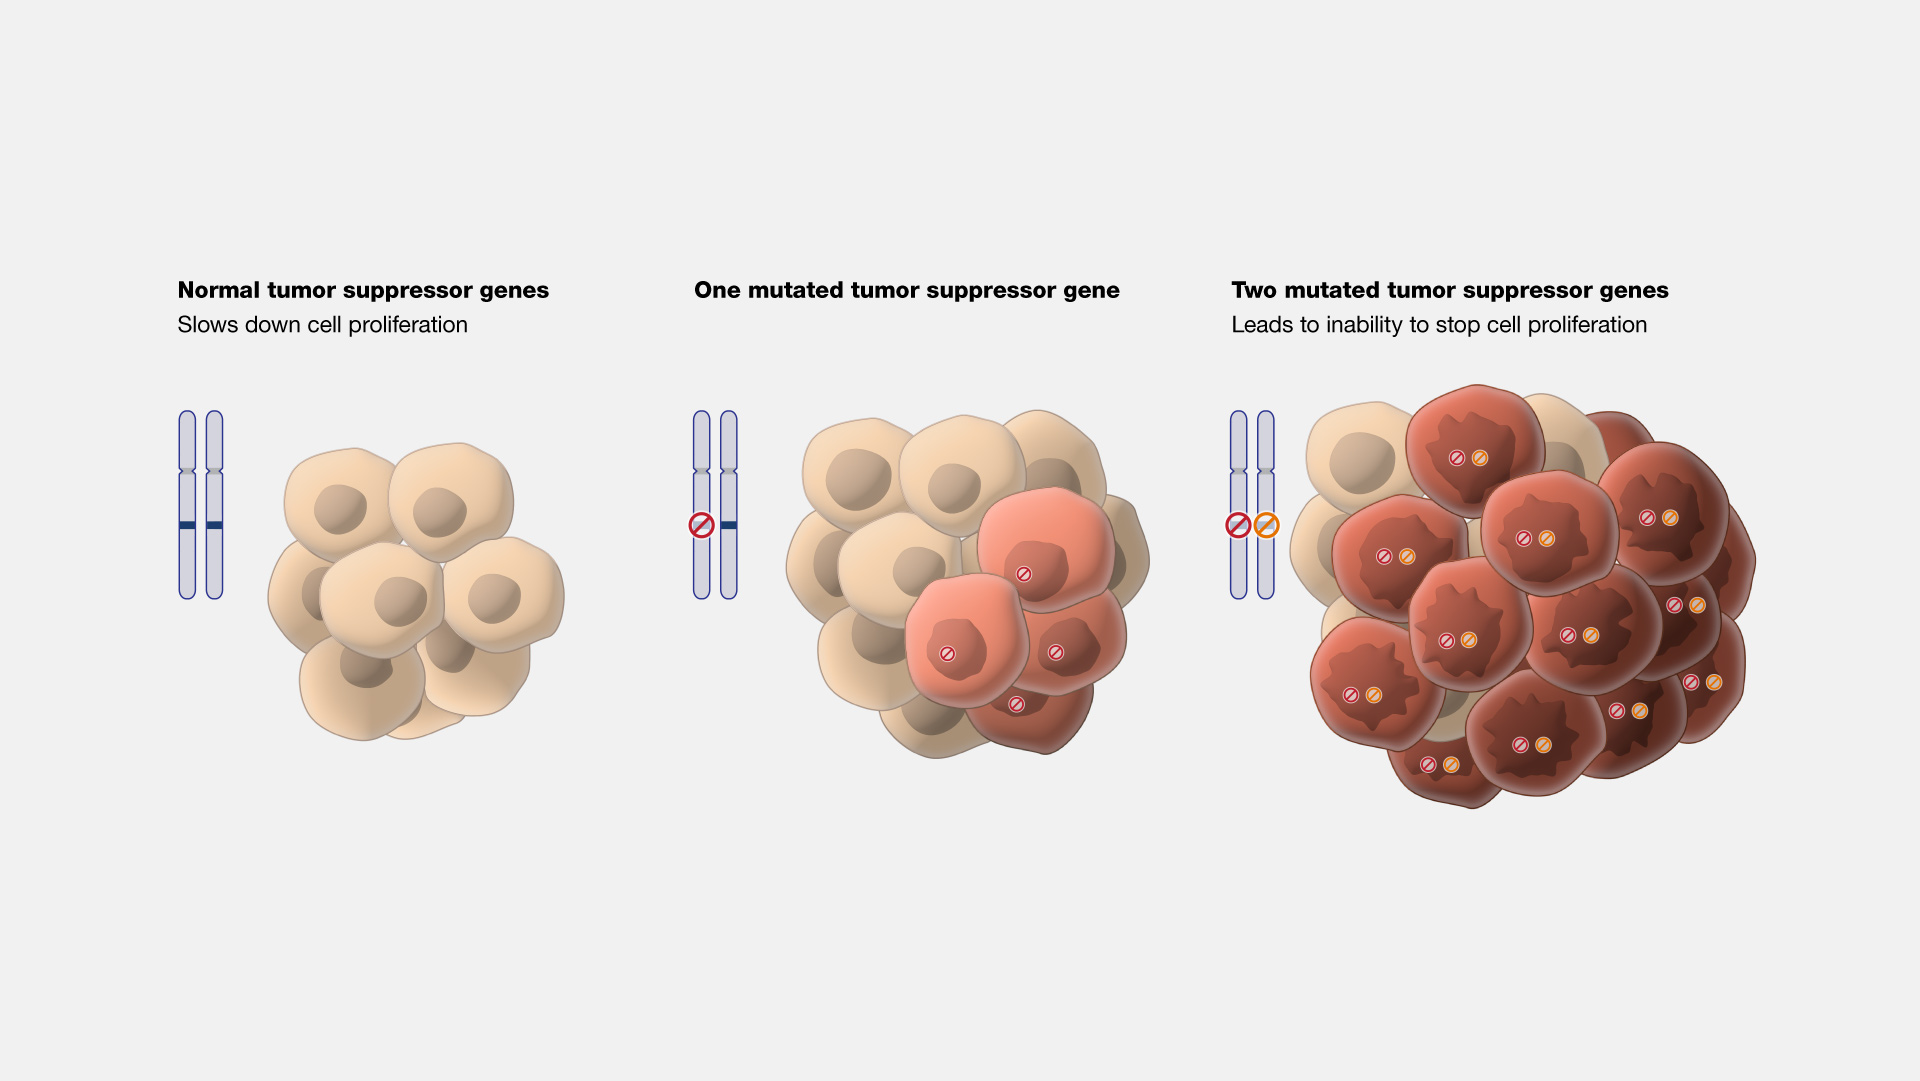 Normal tumor suppressor genes
Slows down cell proliferation
One mutated tumor suppressor gene
Two mutated tumor suppressor genes
Leads to inability to stop cell proliferation